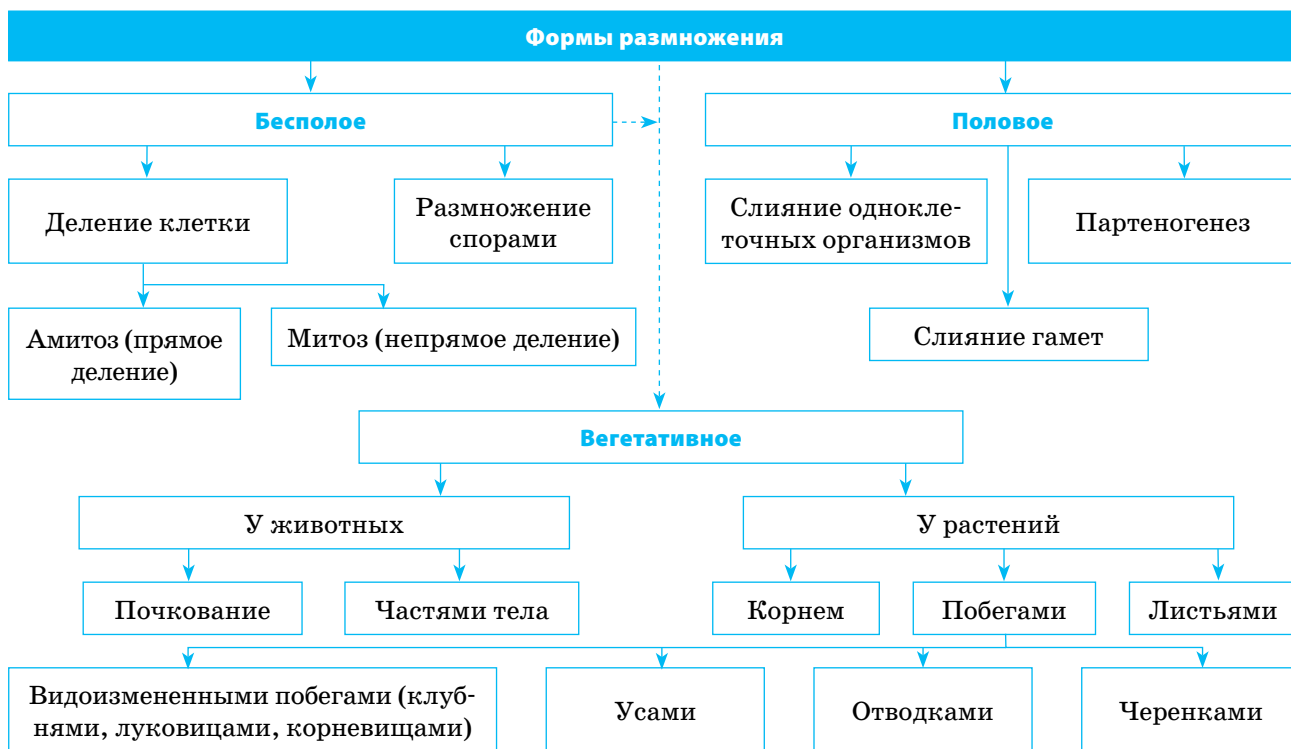 Формы размножения
Бесполое
Половое
Деление клетки
Размножение
спорами
Слияние однокле-
точных организмов
Партеногенез
Амитоз (прямое
деление)
Митоз (непрямое деление)
Слияние гамет
Вегетативное
У животных
У растений
Почкование
Частями тела
Корнем
Побегами
Листьями
Видоизмененными побегами (клуб-
нями, луковицами, корневищами)
Усами
Отводками
Черенками